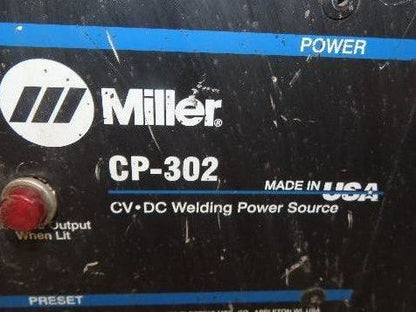 POWER
Miller®
CP-302
MADE IN USA
CV•DC Welding Power Source
Output
When Lit
PRESET
CO., APPLETON, WI, USA